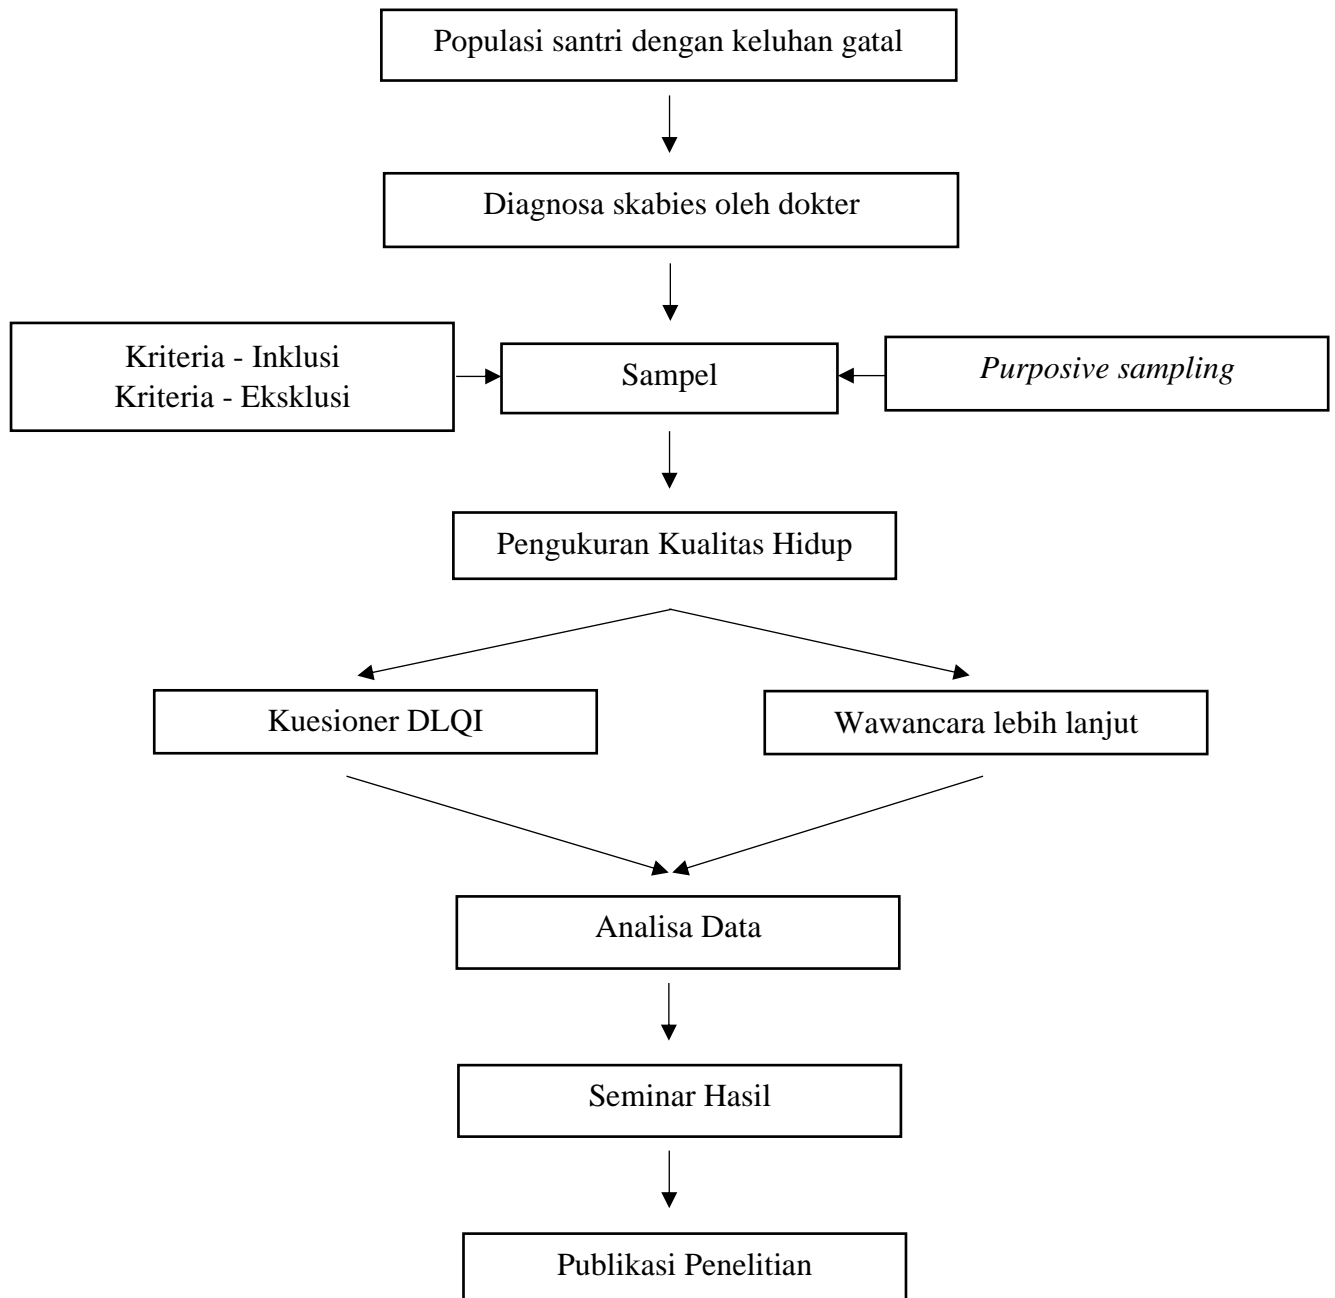 Populasi santri dengan keluhan gatal
Diagnosa skabies oleh dokter
Kriteria - Inklusi
Kriteria - Eksklusi
Sampel
Purposive sampling
Pengukuran Kualitas Hidup
Kuesioner DLQI
Wawancara lebih lanjut
Analisa Data
Seminar Hasil
Publikasi Penelitian